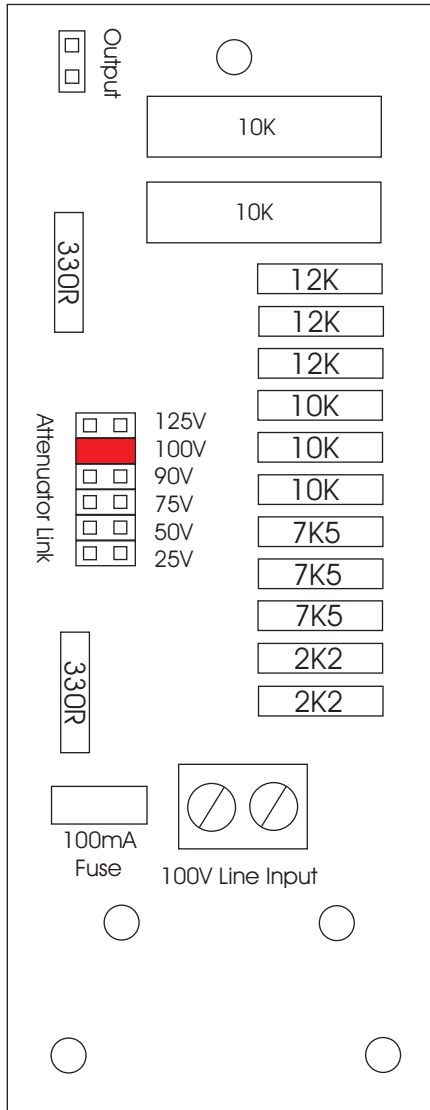 Output
10K
10K
330R
12K
12K
12K
10K
10K
10K
7K5
7K5
7K5
2K2
2K2
Attenuator Link
125V
100V
90V
75V
50V
25V
330R
100mA
Fuse
100V Line Input